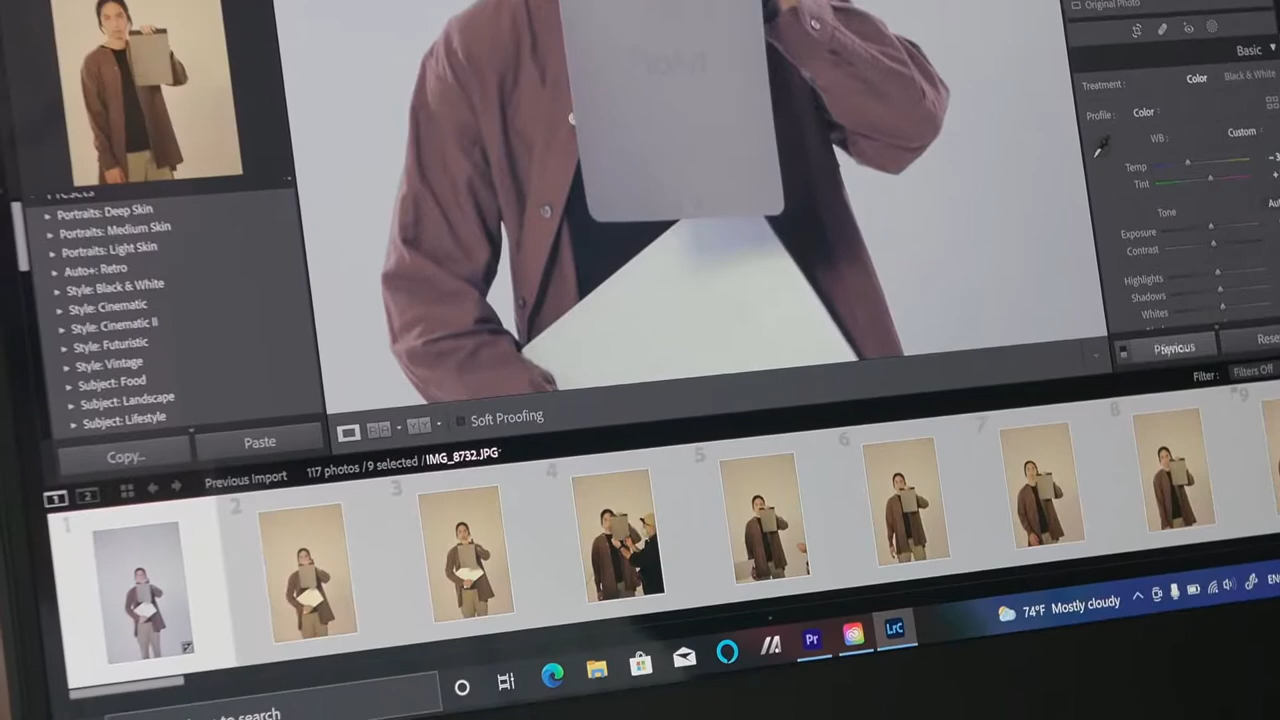 Original Photo
Basic
Treatment :
Color
Black & White
Profile :
Color
WB :
Custom
Temp
Tint
Tone
Exposure
Contrast
Highlights
Shadows
Whites
Previous
Filter :
Filters Off
Presets
Portraits: Deep Skin
Portraits: Medium Skin
Portraits: Light Skin
Auto+: Retro
Style: Black & White
Style: Cinematic
Style: Cinematic II
Style: Futuristic
Style: Vintage
Subject: Food
Subject: Landscape
Subject: Lifestyle
Copy...
Paste
Soft Proofing
1
2
Previous Import
117 photos / 9 selected / IMG_8732.JPG
1
2
3
4
5
6
7
8
9
74°F Mostly cloudy
Pr
LrC
to search